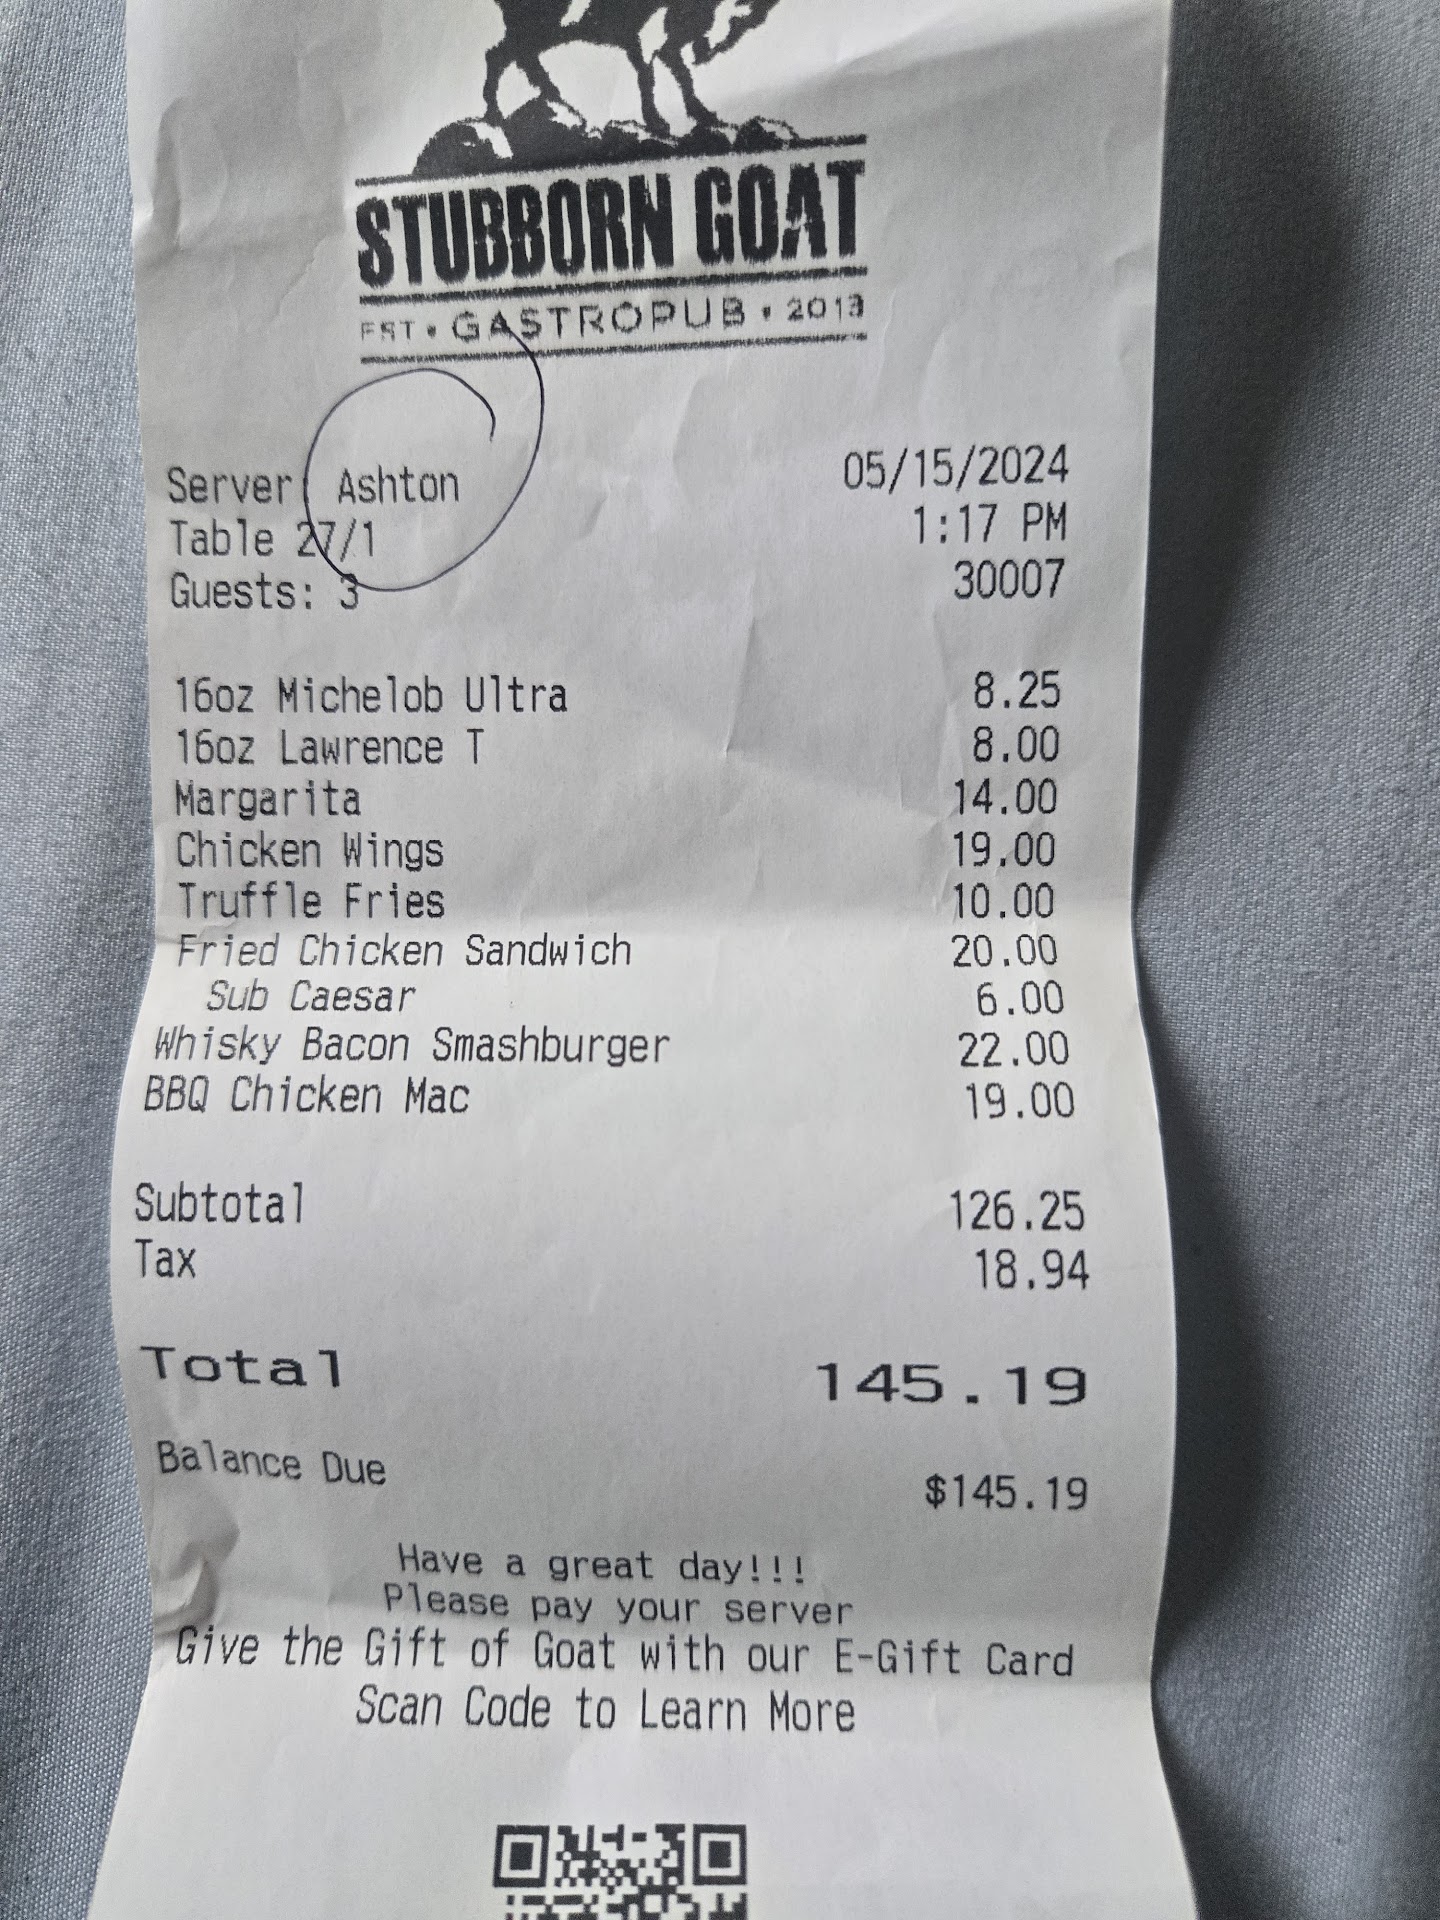 STUBBORN GOAT
EST • GASTROPUB • 2013
Server: Ashton
05/15/2024
Table 27/1
1:17 PM
Guests: 3
30007
16oz Michelob Ultra 8.25
16oz Lawrence T 8.00
Margarita 14.00
Chicken Wings 19.00
Truffle Fries 10.00
Fried Chicken Sandwich 20.00
Sub Caesar 6.00
Whisky Bacon Smashburger 22.00
BBQ Chicken Mac 19.00
Subtotal 126.25
Tax 18.94
Total 145.19
Balance Due $145.19
Have a great day!!!
Please pay your server
Give the Gift of Goat with our E-Gift Card
Scan Code to Learn More